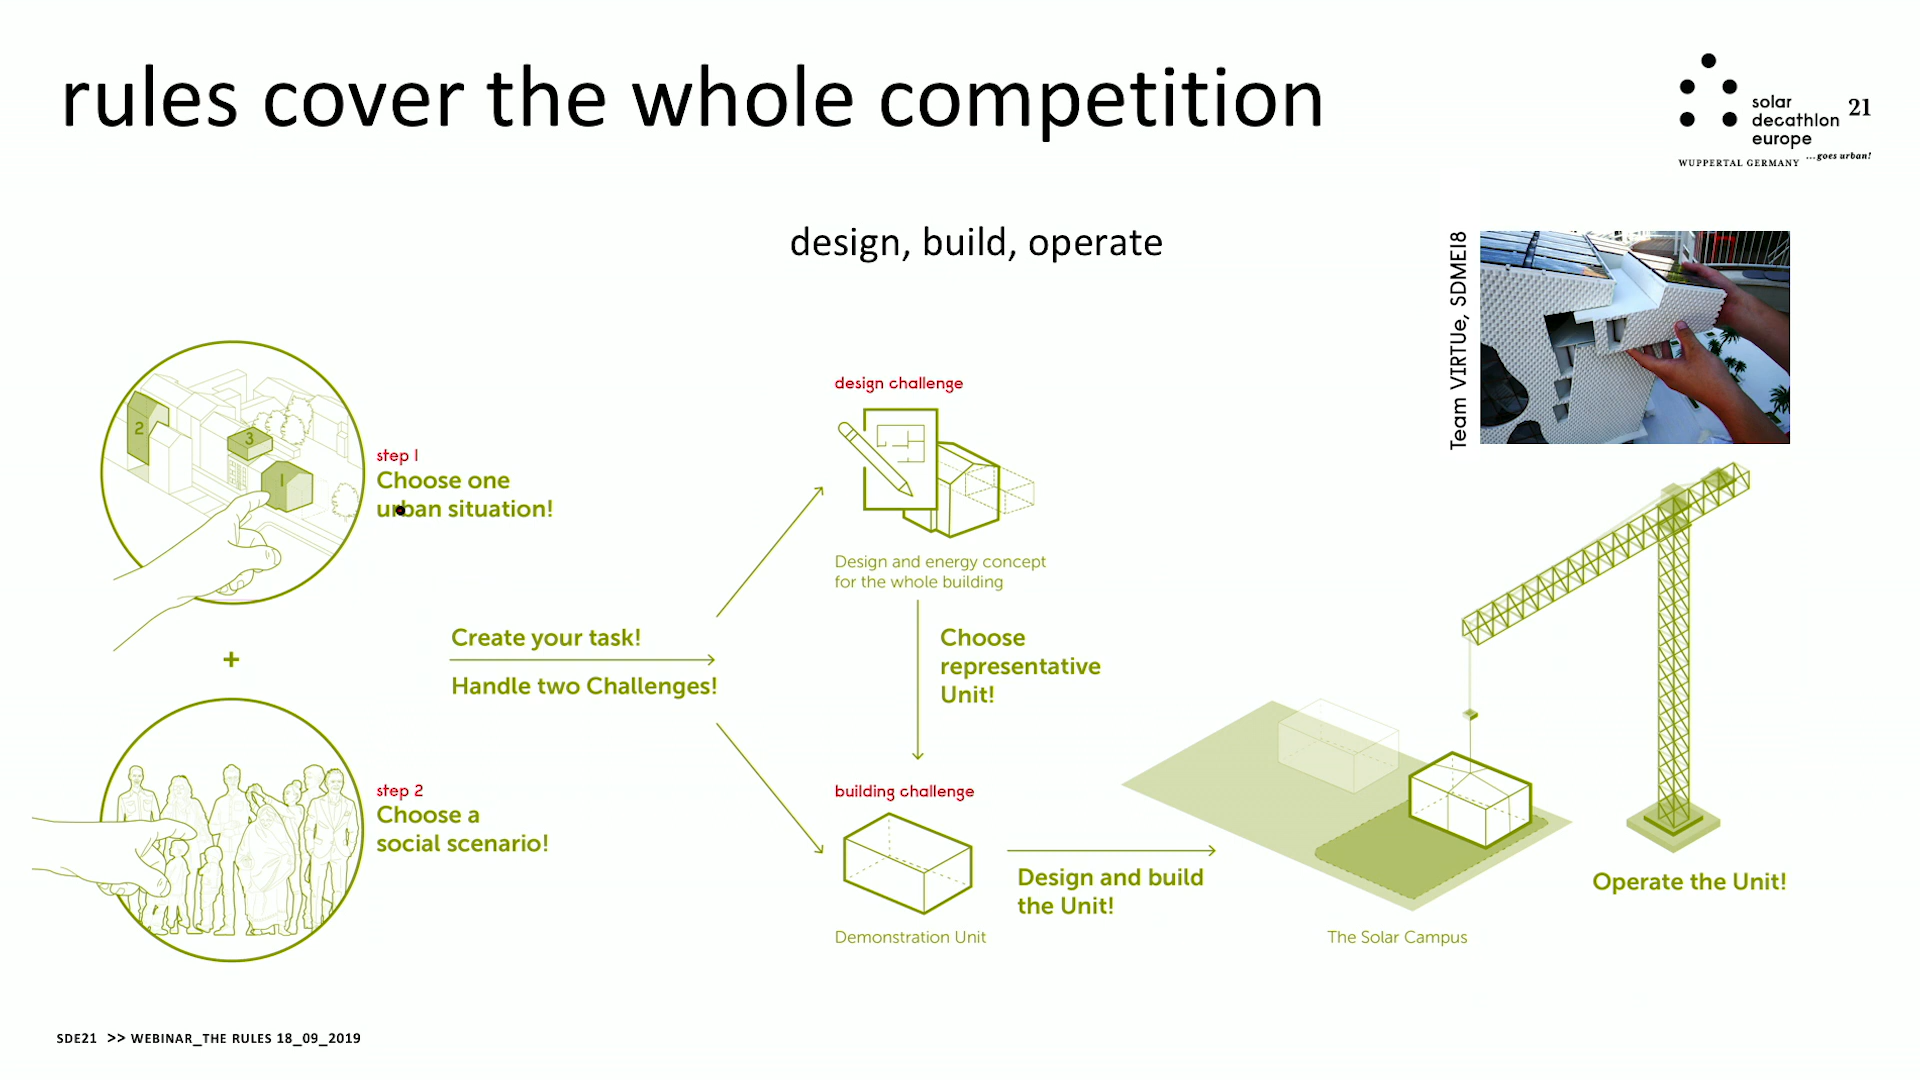 rules cover the whole competition
solar
decathlon
europe
21
WUPPERTAL GERMANY
...goes urban!
design, build, operate
Team VIRTUe, SDME18
2
3
1
step 1
Choose one
urban situation!
+
step 2
Choose a
social scenario!
Create your task!
Handle two Challenges!
design challenge
Design and energy concept
for the whole building
Choose
representative
Unit!
building challenge
Demonstration Unit
Design and build
the Unit!
The Solar Campus
Operate the Unit!
SDE21 >> WEBINAR_THE RULES 18_09_2019